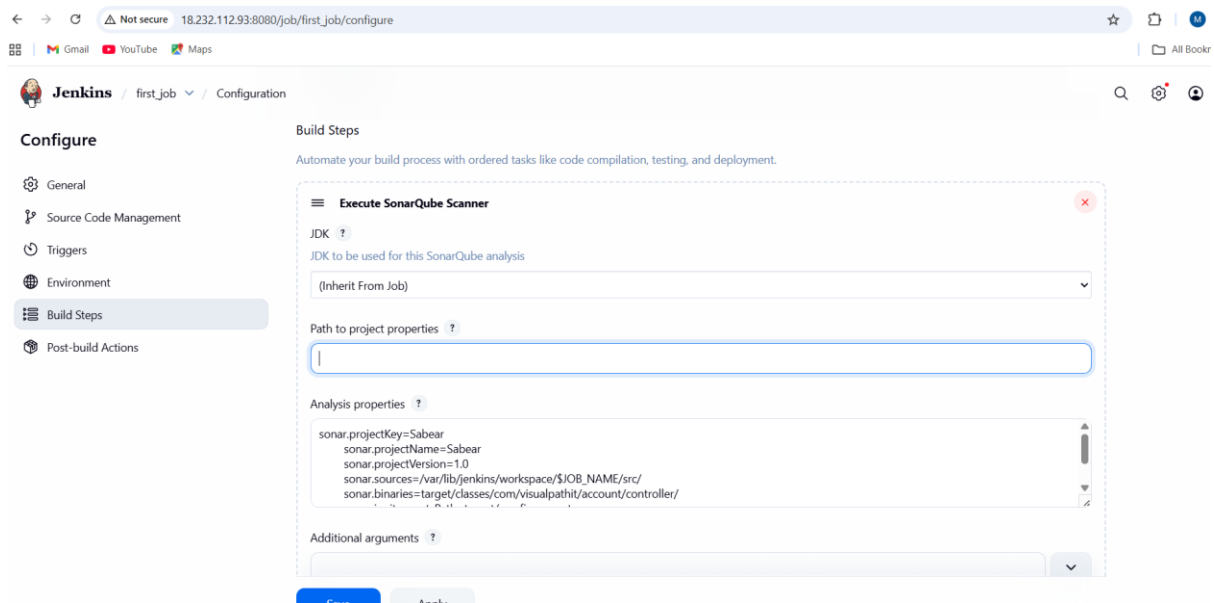 Not secure 18.232.112.93:8080/job/first_job/configure
M
Gmail YouTube Maps All Bookr
Jenkins / first_job / Configuration
Configure
General
Source Code Management
Triggers
Environment
Build Steps
Post-build Actions
Build Steps
Automate your build process with ordered tasks like code compilation, testing, and deployment.
Execute SonarQube Scanner
JDK ?
JDK to be used for this SonarQube analysis
(Inherit From Job)
Path to project properties ?
Analysis properties ?
sonar.projectKey=Sabear
sonar.projectName=Sabear
sonar.projectVersion=1.0
sonar.sources=/var/lib/jenkins/workspace/$JOB_NAME/src/
sonar.binaries=target/classes/com/visualpathit/account/controller/
Additional arguments ?
Save Apply